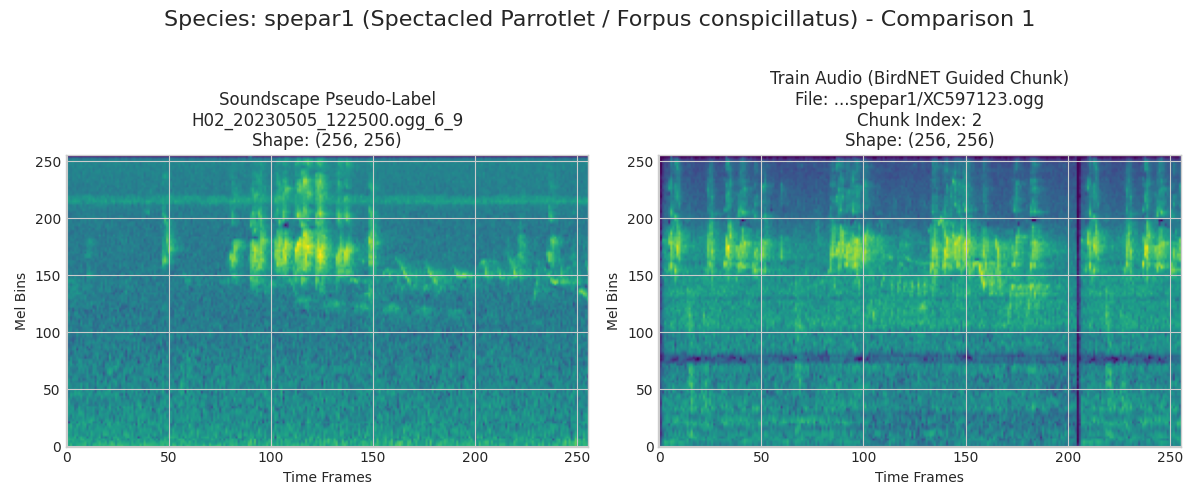 Species: spepar1 (Spectacled Parrotlet / Forpus conspicillatus) - Comparison 1
Soundscape Pseudo-Label
H02_20230505_122500.ogg_6_9
Shape: (256, 256)
250
200
150
100
50
0
Mel Bins
0 50 100 150 200 250
Time Frames
Train Audio (BirdNET Guided Chunk)
File: ...spepar1/XC597123.ogg
Chunk Index: 2
Shape: (256, 256)
250
200
150
100
50
0
Mel Bins
0 50 100 150 200 250
Time Frames